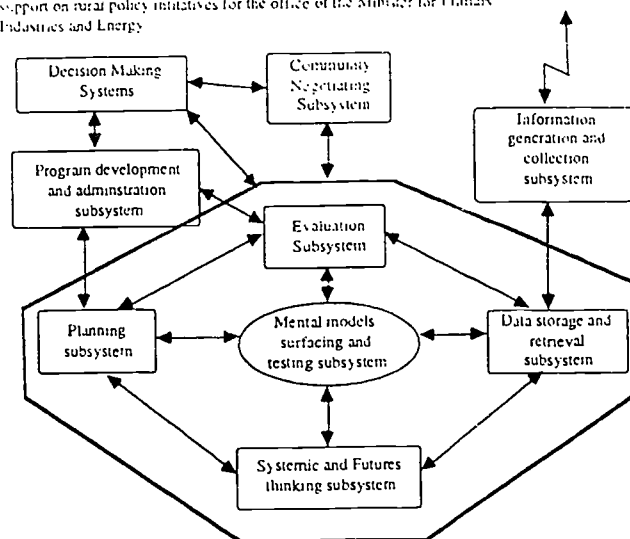 support on rural policy initiatives for the office of the Minister for Primary
Industries and Energy
Decision Making
Systems
Community
Negotiating
Subsystem
Information
generation and
collection
subsystem
Program development
and adminstration
subsystem
Evaluation
Subsystem
Planning
subsystem
Mental models
surfacing and
testing subsystem
Data storage and
retrieval
subsystem
Systemic and Futures
thinking subsystem